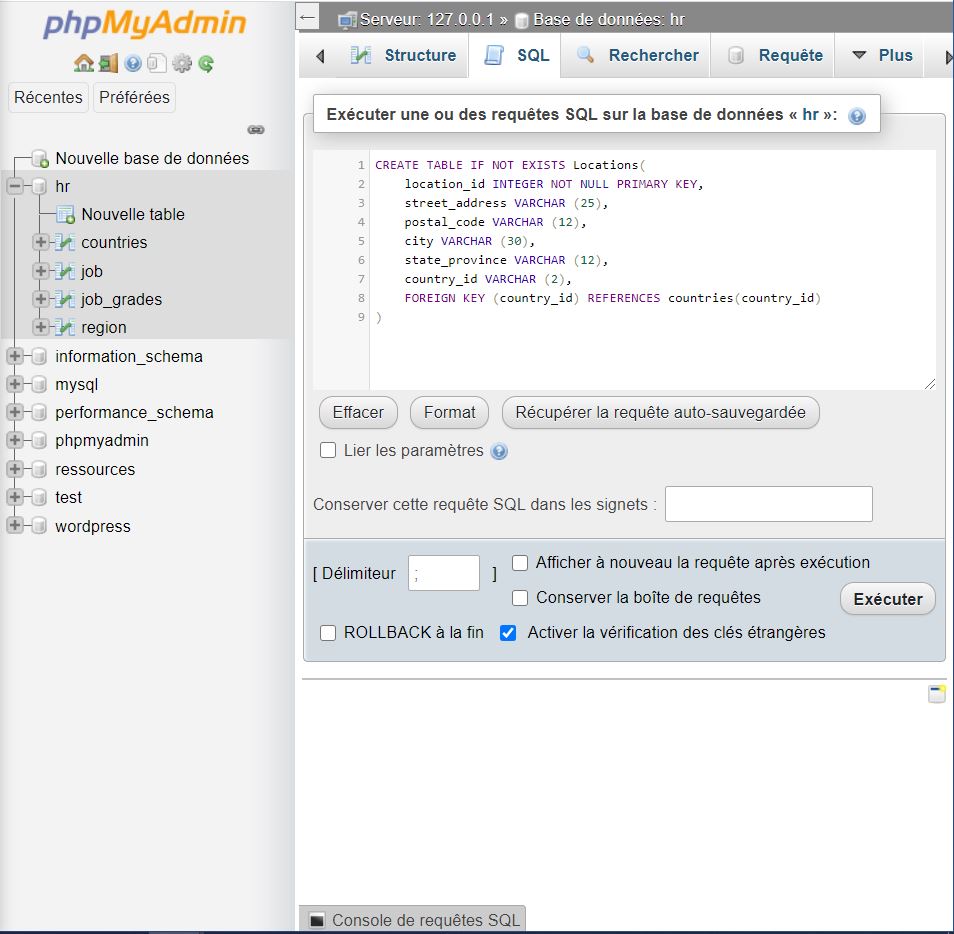 phpMyAdmin
Récentes
Préférées
Nouvelle base de données
hr
Nouvelle table
countries
job
job_grades
region
information_schema
mysql
performance_schema
phpmyadmin
ressources
test
wordpress
← Serveur: 127.0.0.1 » Base de données: hr
Structure
SQL
Rechercher
Requête
Plus
Exécuter une ou des requêtes SQL sur la base de données « hr »:
1 CREATE TABLE IF NOT EXISTS Locations(
2 location_id INTEGER NOT NULL PRIMARY KEY,
3 street_address VARCHAR (25),
4 postal_code VARCHAR (12),
5 city VARCHAR (30),
6 state_province VARCHAR (12),
7 country_id VARCHAR (2),
8 FOREIGN KEY (country_id) REFERENCES countries(country_id)
9 )
Effacer
Format
Récupérer la requête auto-sauvegardée
Lier les paramètres
Conserver cette requête SQL dans les signets :
[ Délimiteur ; ]
Afficher à nouveau la requête après exécution
Conserver la boîte de requêtes
ROLLBACK à la fin
Activer la vérification des clés étrangères
Exécuter
Console de requêtes SQL